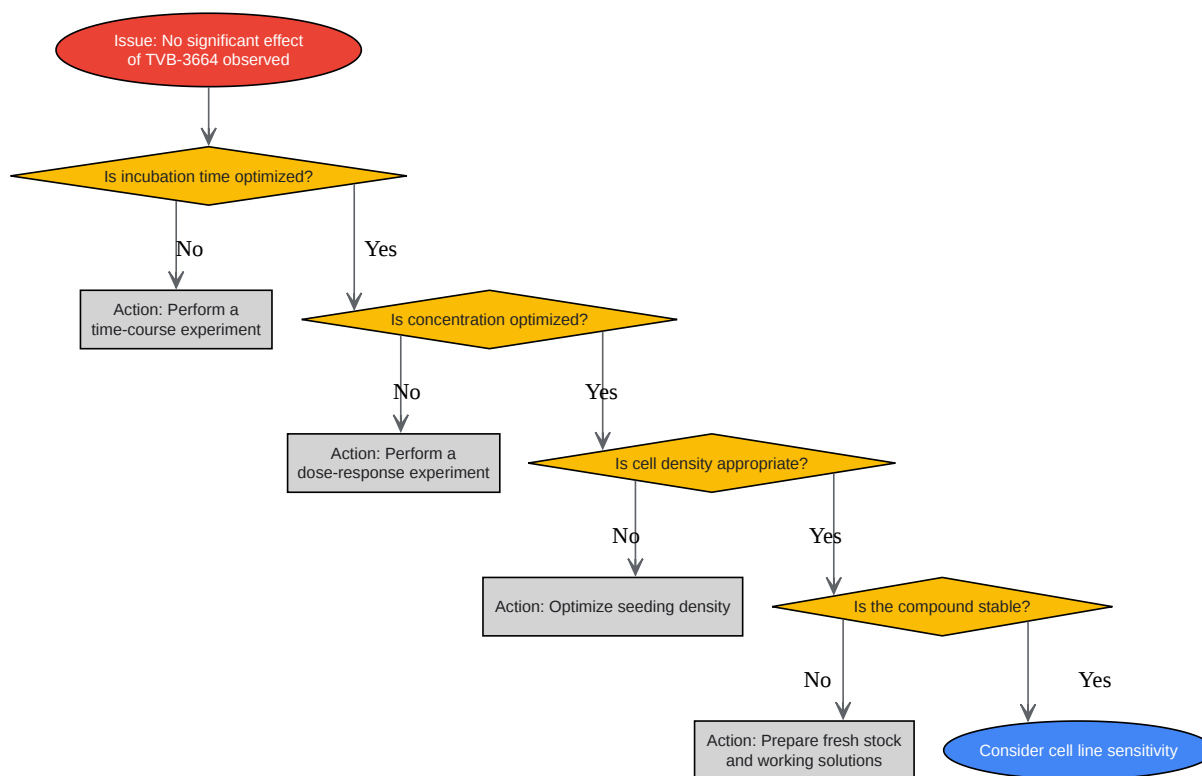 Issue: No significant effect
of TVB-3664 observed
Is incubation time optimized?
No
Yes
Action: Perform a
time-course experiment
Is concentration optimized?
No
Yes
Action: Perform a
dose-response experiment
Is cell density appropriate?
No
Yes
Action: Optimize seeding density
Is the compound stable?
No
Yes
Action: Prepare fresh stock
and working solutions
Consider cell line sensitivity